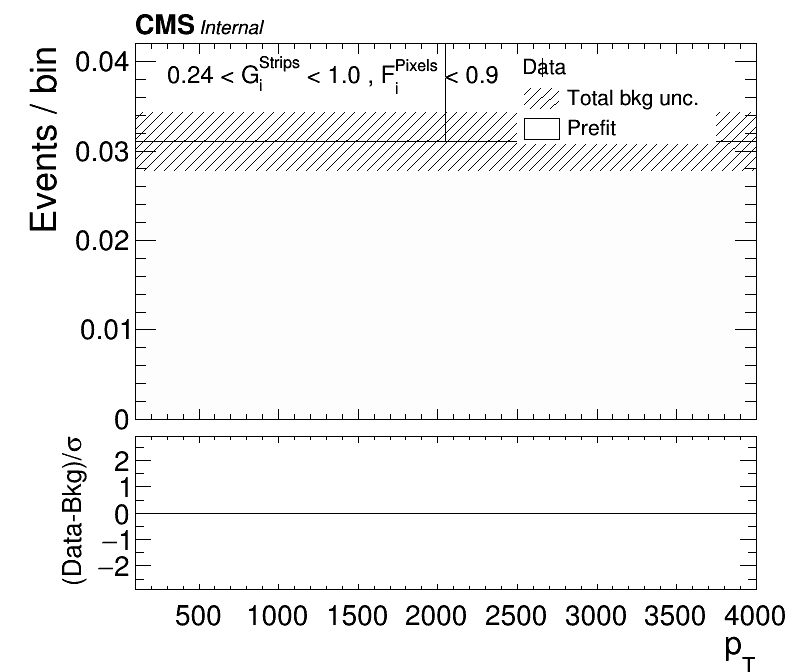 CMS Internal
0.24 < G_i^Strips < 1.0 , F_i^Pixels < 0.9
Data
Total bkg unc.
Prefit
Events / bin
0.04
0.03
0.02
0.01
0
(Data-Bkg)/σ
2
1
0
−1
−2
500 1000 1500 2000 2500 3000 3500 4000
p_T